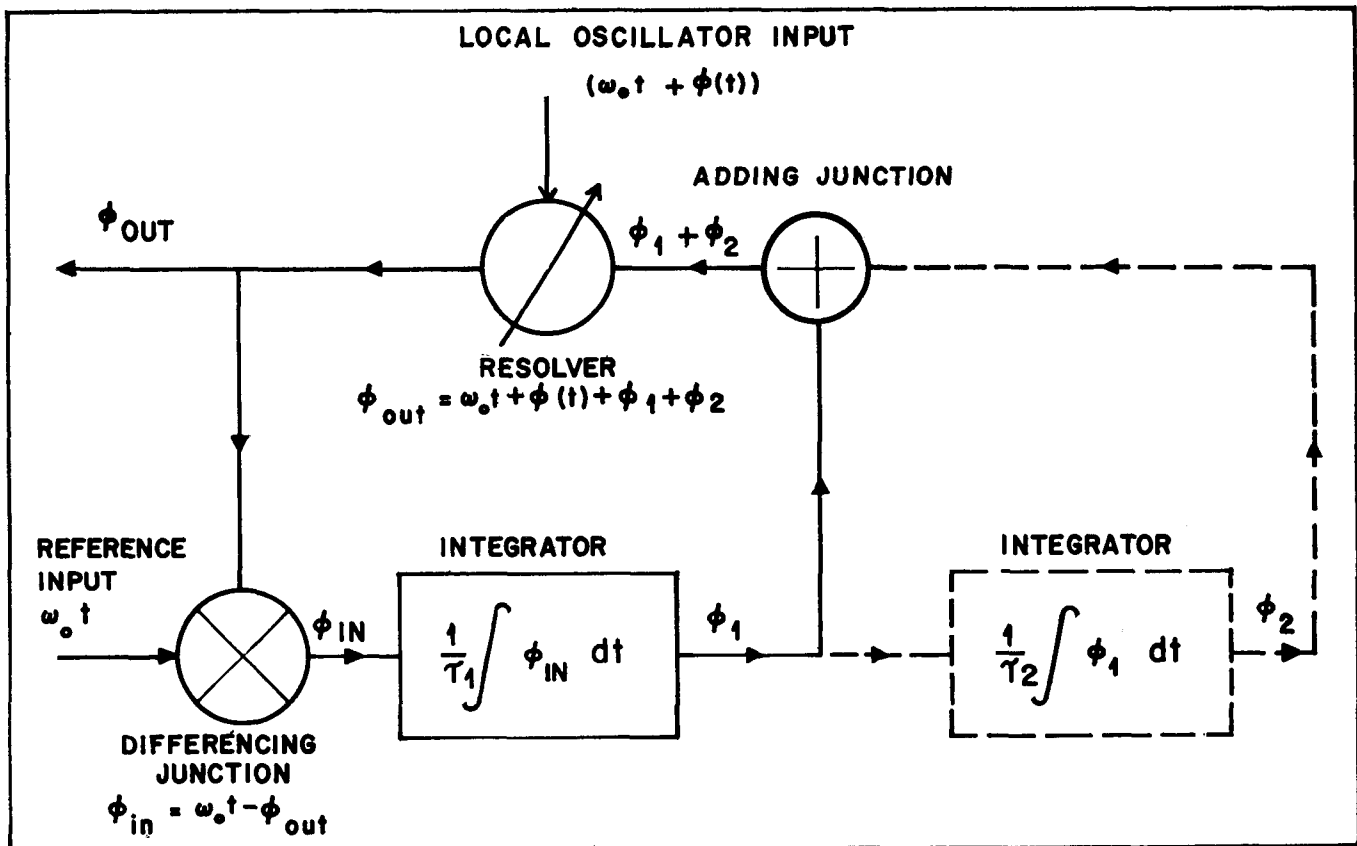 LOCAL OSCILLATOR INPUT
(ω₀t + ϕ(t))
ADDING JUNCTION
ϕOUT
ϕ₁ + ϕ₂
RESOLVER
ϕout = ω₀t + ϕ(t) + ϕ₁ + ϕ₂
REFERENCE
INPUT
ω₀t
INTEGRATOR
INTEGRATOR
ϕIN
1/τ₁ ∫ ϕIN dt
ϕ₁
1/τ₂ ∫ ϕ₁ dt
ϕ₂
DIFFERENCING
JUNCTION
ϕin = ω₀t - ϕout